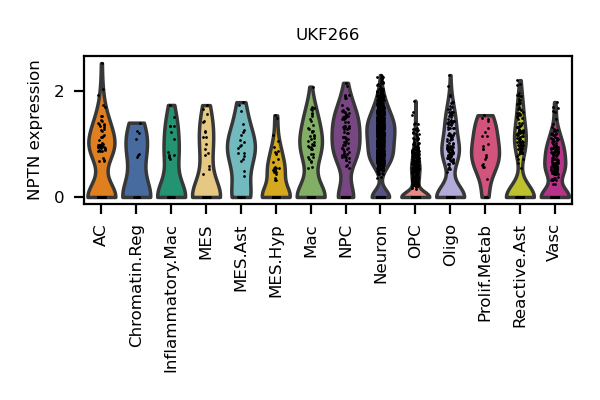 UKF266
NPTN expression
2
0
AC
Chromatin.Reg
Inflammatory.Mac
MES
MES.Ast
MES.Hyp
Mac
NPC
Neuron
OPC
Oligo
Prolif.Metab
Reactive.Ast
Vasc